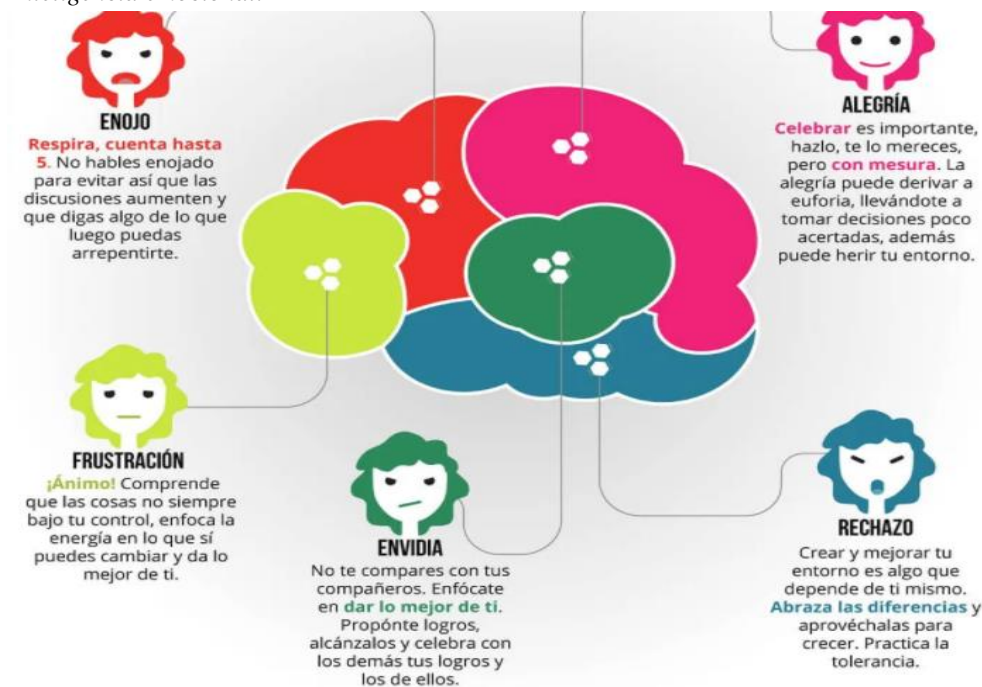 ENOJO
Respira, cuenta hasta
5. No hables enojado
para evitar así que las
discusiones aumenten y
que digas algo de lo que
luego puedas
arrepentirte.
ALEGRÍA
Celebrar es importante,
hazlo, te lo mereces,
pero con mesura. La
alegría puede derivar a
euforia, llevándote a
tomar decisiones poco
acertadas, además
puede herir tu entorno.
FRUSTRACIÓN
¡Ánimo! Comprende
que las cosas no siempre
bajo tu control, enfoca la
energía en lo que sí
puedes cambiar y da lo
mejor de ti.
ENVIDIA
No te compares con tus
compañeros. Enfócate
en dar lo mejor de ti.
Propónte logros,
alcánzalos y celebra con
los demás tus logros y
los de ellos.
RECHAZO
Crear y mejorar tu
entorno es algo que
depende de ti mismo.
Abraza las diferencias y
aprovéchalas para
crecer. Practica la
tolerancia.